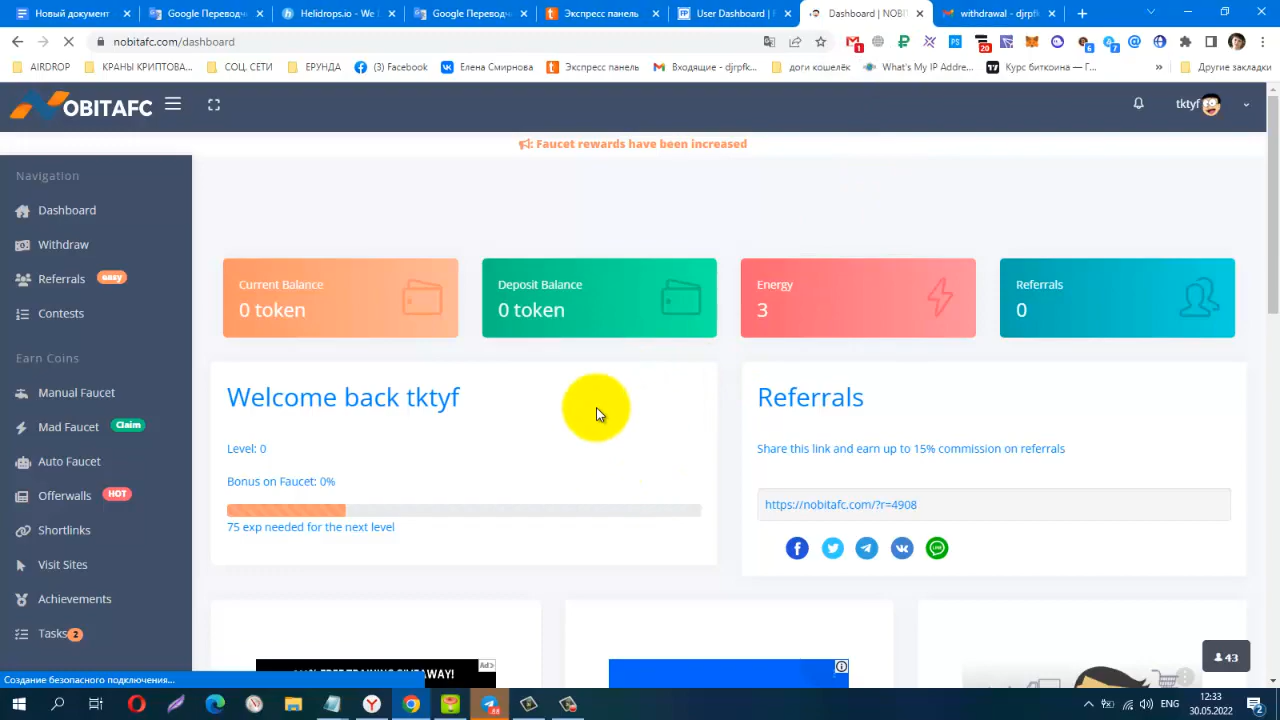 Новый документ
Google Переводч
Helidrops.io - We
Google Переводч
Экспресс панель
User Dashboard |
Dashboard | NOBI
withdrawal - djrpf
nobitafc.com/dashboard
AIRDROP
КРАНЫ КРИПТОВА...
СОЦ. СЕТИ
ЕРУНДА
(3) Facebook
Елена Смирнова
Экспресс панель
Входящие - djrpfk...
доги кошелёк
What's My IP Addre...
Курс биткоина — Г...
»
Другие закладки
OBITAFC
tktyf
: Faucet rewards have been increased
Navigation
Dashboard
Withdraw
Referrals easy
Contests
Earn Coins
Manual Faucet
Mad Faucet Claim
Auto Faucet
Offerwalls HOT
Shortlinks
Visit Sites
Achievements
Tasks 2
Current Balance
0 token
Deposit Balance
0 token
Energy
3
Referrals
0
Welcome back tktyf
Level: 0
Bonus on Faucet: 0%
75 exp needed for the next level
Referrals
Share this link and earn up to 15% commission on referrals
https://nobitafc.com/?r=4908
Ad
43
Создание безопасного подключения...
88
ENG
12:33
30.05.2022
2